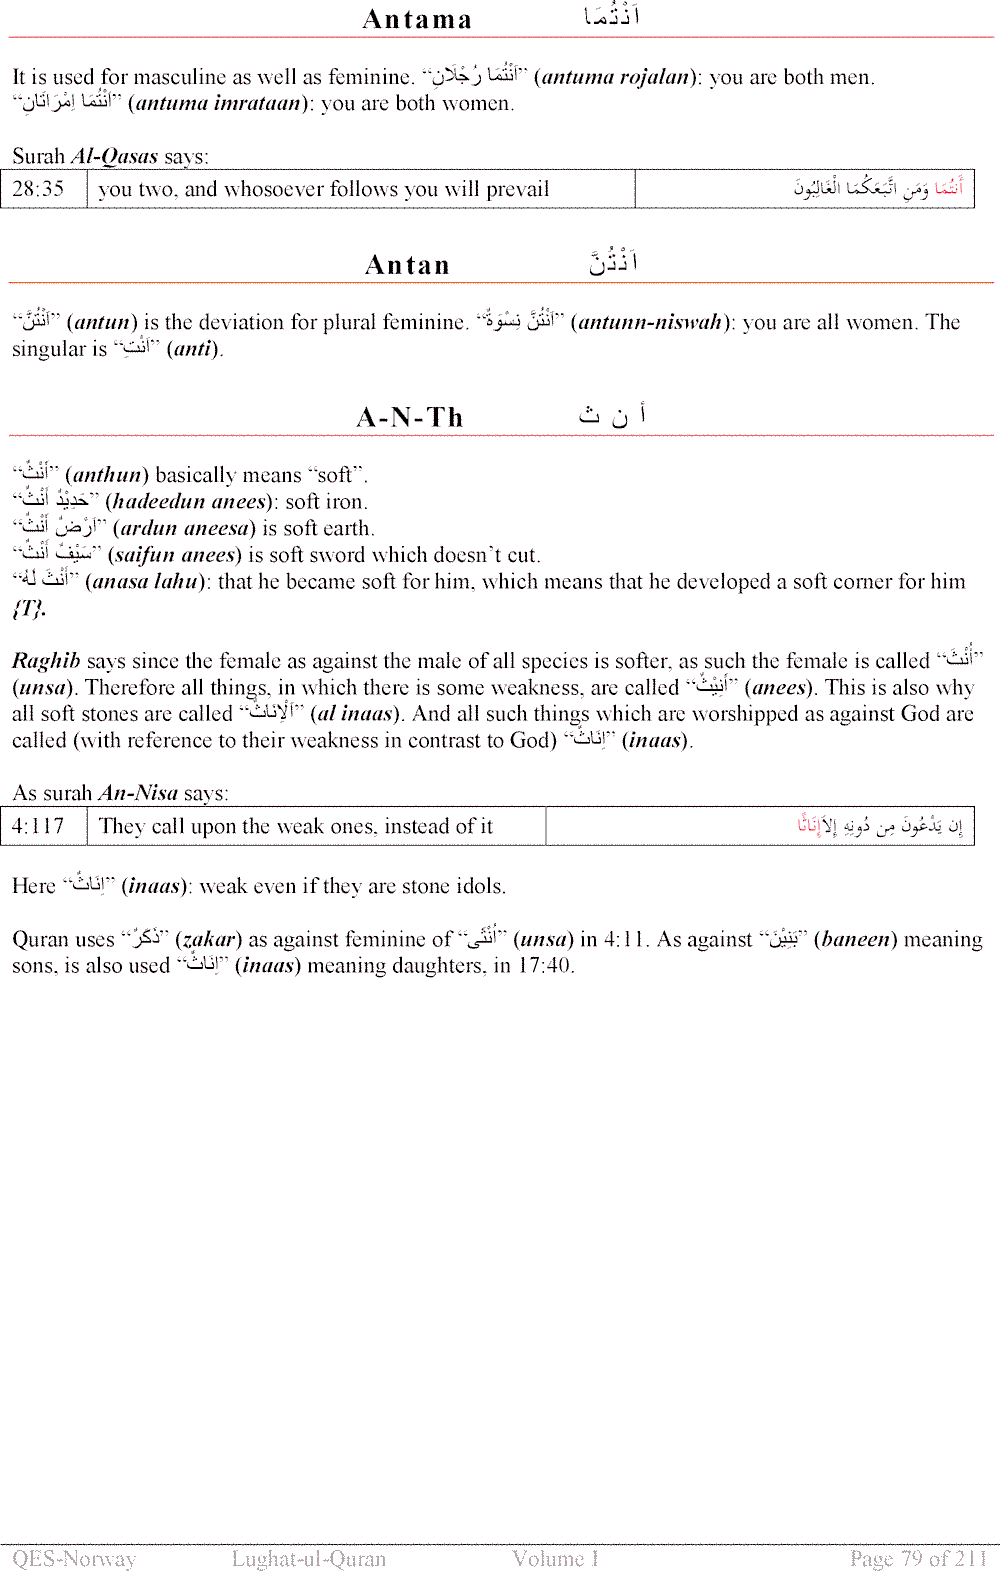 Antama اَنْتُمَا
It is used for masculine as well as feminine. “اَنْتُمَا رُجُلَانِ” (antuma rojalan): you are both men.
“اَنْتُمَا اِمْرَاتَانِ” (antuma imrataan): you are both women.
Surah Al-Qasas says:
28:35 you two, and whosoever follows you will prevail أَنتُمَا وَمَنِ اتَّبَعَكُمَا الْغَالِبُونَ
Antan اَنْتُنَّ
“اَنْتُنَّ” (antun) is the deviation for plural feminine. “اَنْتُنَّ نِسْوَةٌ” (antunn-niswah): you are all women. The
singular is “اَنْتِ” (anti).
A-N-Th أ ن ث
“اَنْثٌ” (anthun) basically means “soft”.
“حَدِيْدٌ اَنْثٌ” (hadeedun anees): soft iron.
“اَرْضٌ اَنْثٌ” (ardun aneesa) is soft earth.
“سَيْفٌ اَنْثٌ” (saifun anees) is soft sword which doesn’t cut.
“اَنْثَ لَهُ” (anasa lahu): that he became soft for him, which means that he developed a soft corner for him
{T}.
Raghib says since the female as against the male of all species is softer, as such the female is called “اُنْثَ”
(unsa). Therefore all things, in which there is some weakness, are called “اَنِيْثٌ” (anees). This is also why
all soft stones are called “اَلْاِنَاثٌ” (al inaas). And all such things which are worshipped as against God are
called (with reference to their weakness in contrast to God) “اِنَاثٌ” (inaas).
As surah An-Nisa says:
4:117 They call upon the weak ones, instead of it إِن يَدْعُونَ مِن دُونِهِ إِلاَّ إِنَاثًا
Here “اِنَاثٌ” (inaas): weak even if they are stone idols.
Quran uses “ذَكَرٌ” (zakar) as against feminine of “اُنْثٰى” (unsa) in 4:11. As against “بَنِيْنَ” (baneen) meaning
sons, is also used “اِنَاثٌ” (inaas) meaning daughters, in 17:40.
QES-Norway Lughat-ul-Quran Volume I Page 79 of 211